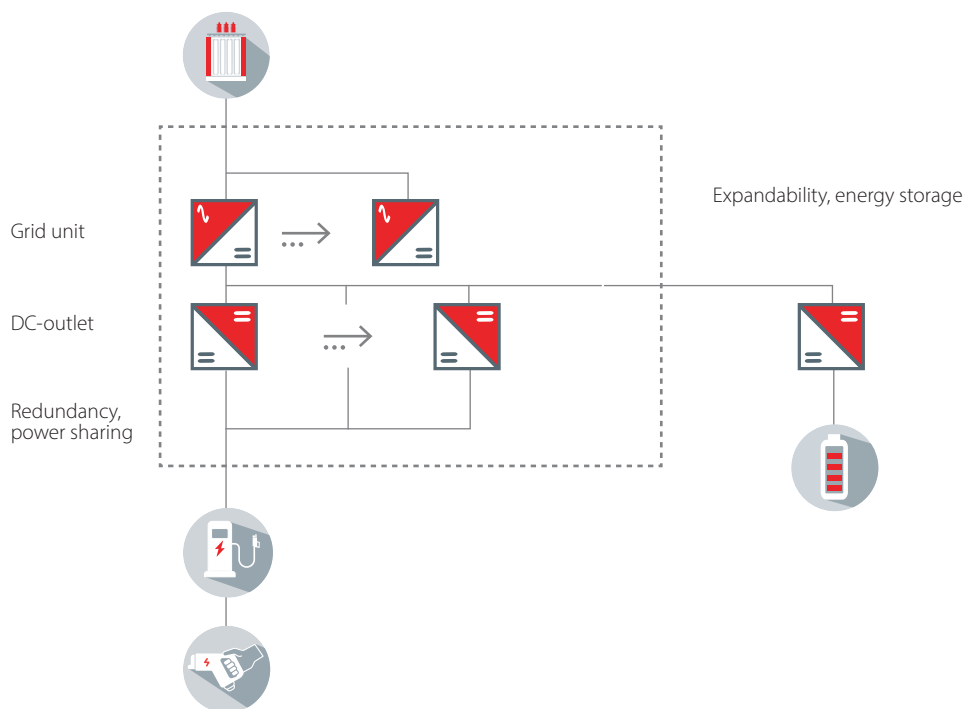 Expandability, energy storage
Grid unit
DC-outlet
Redundancy,
power sharing